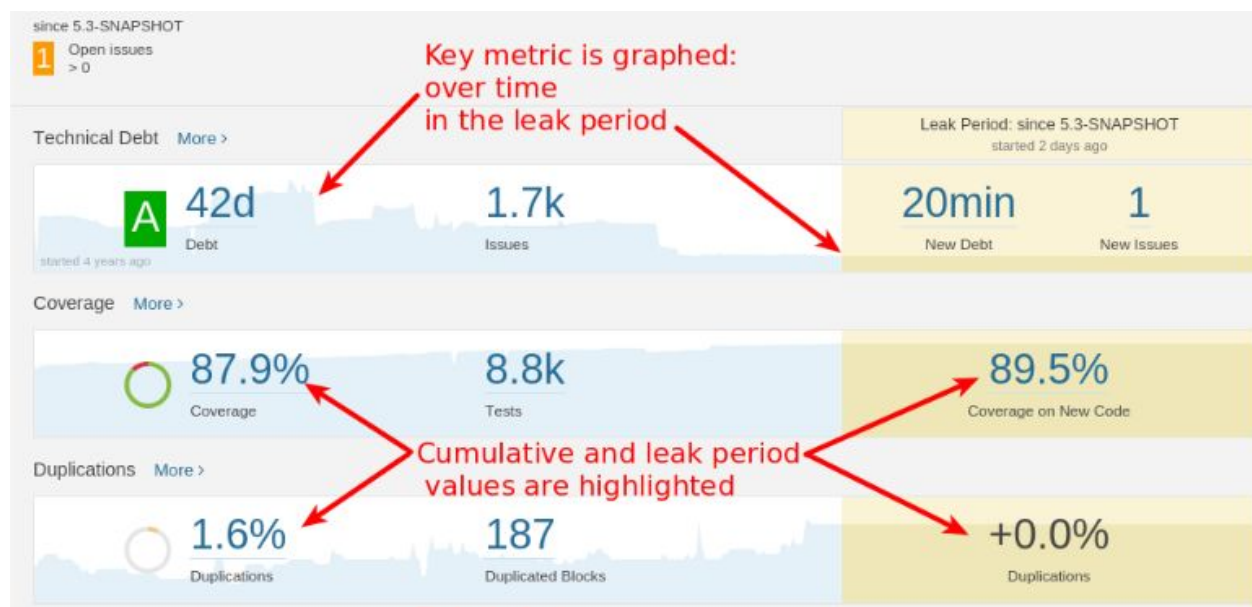 since 5.3-SNAPSHOT
1 Open issues
> 0
Key metric is graphed:
over time
in the leak period
Technical Debt More >
Leak Period: since 5.3-SNAPSHOT
started 2 days ago
A 42d 1.7k 20min 1
Debt Issues New Debt New Issues
started 4 years ago
Coverage More >
87.9% 8.8k 89.5%
Coverage Tests Coverage on New Code
Cumulative and leak period
values are highlighted
Duplications More >
1.6% 187 +0.0%
Duplications Duplicated Blocks Duplications